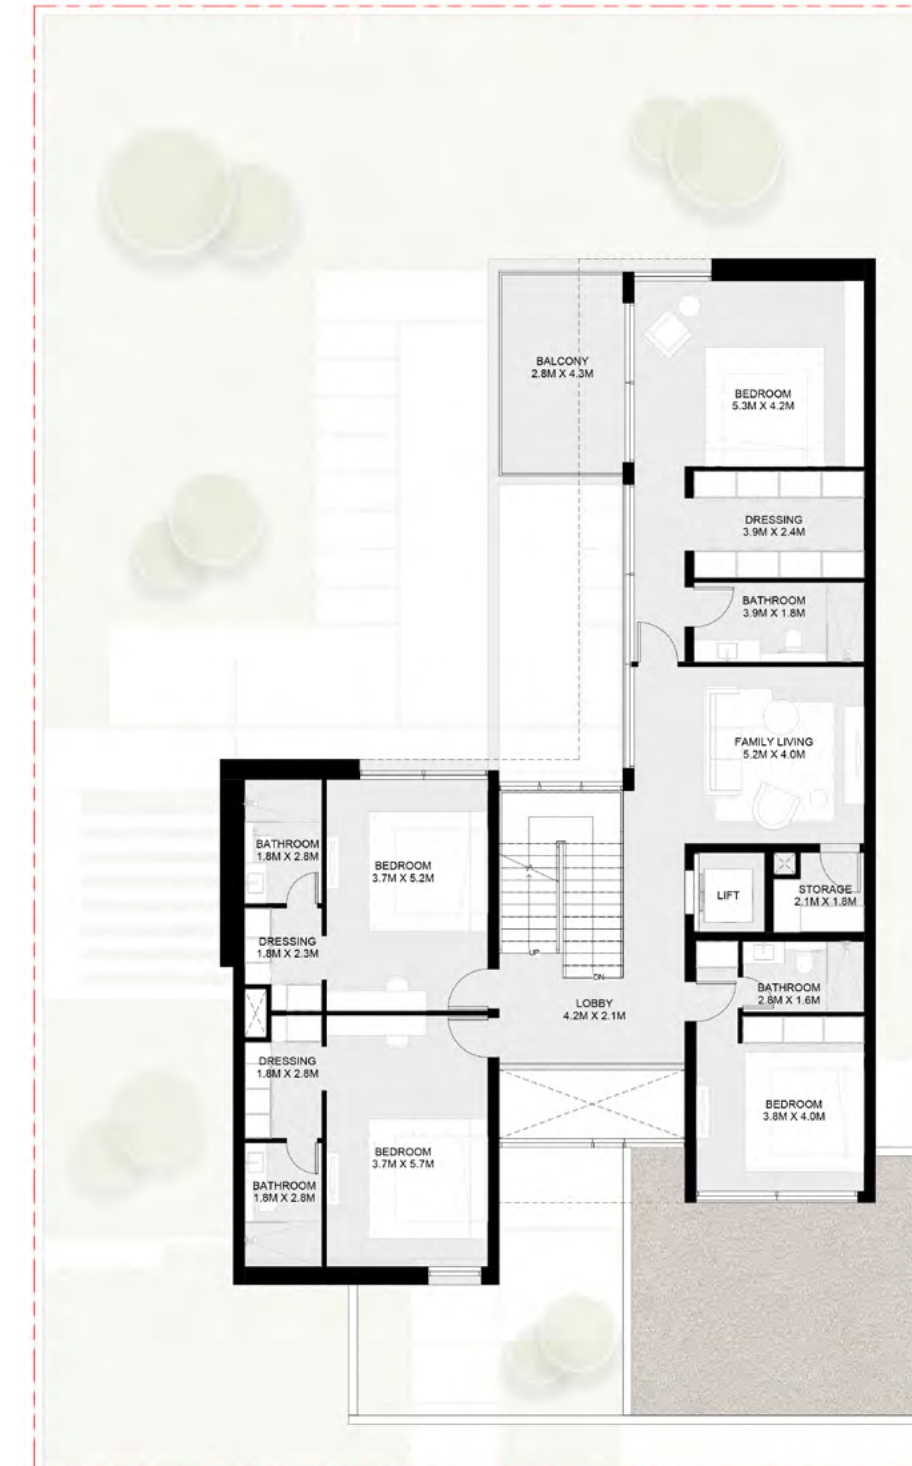 BALCONY
2.8M X 4.3M
BEDROOM
5.3M X 4.2M
DRESSING
3.9M X 2.4M
BATHROOM
3.9M X 1.8M
FAMILY LIVING
5.2M X 4.0M
BATHROOM
1.8M X 2.8M
BEDROOM
3.7M X 5.2M
LIFT
STORAGE
2.1M X 1.8M
DRESSING
1.8M X 2.3M
UP
DN
BATHROOM
2.8M X 1.6M
LOBBY
4.2M X 2.1M
DRESSING
1.8M X 2.8M
BEDROOM
3.8M X 4.0M
BEDROOM
3.7M X 5.7M
BATHROOM
1.8M X 2.8M